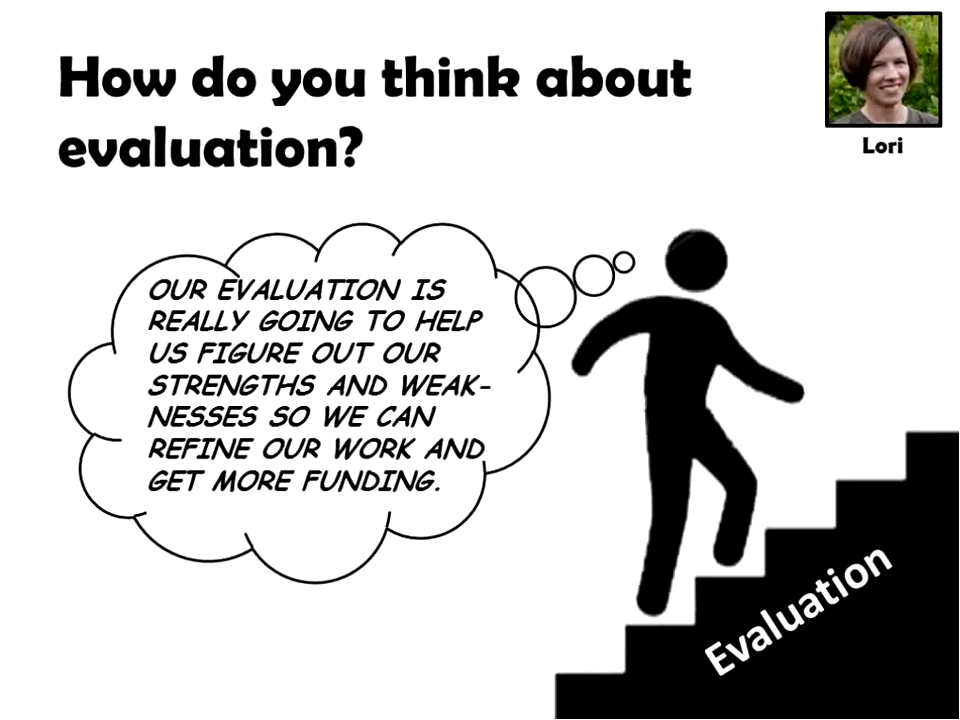 How do you think about
evaluation?
Lori
OUR EVALUATION IS
REALLY GOING TO HELP
US FIGURE OUT OUR
STRENGTHS AND WEAK-
NESSES SO WE CAN
REFINE OUR WORK AND
GET MORE FUNDING.
Evaluation